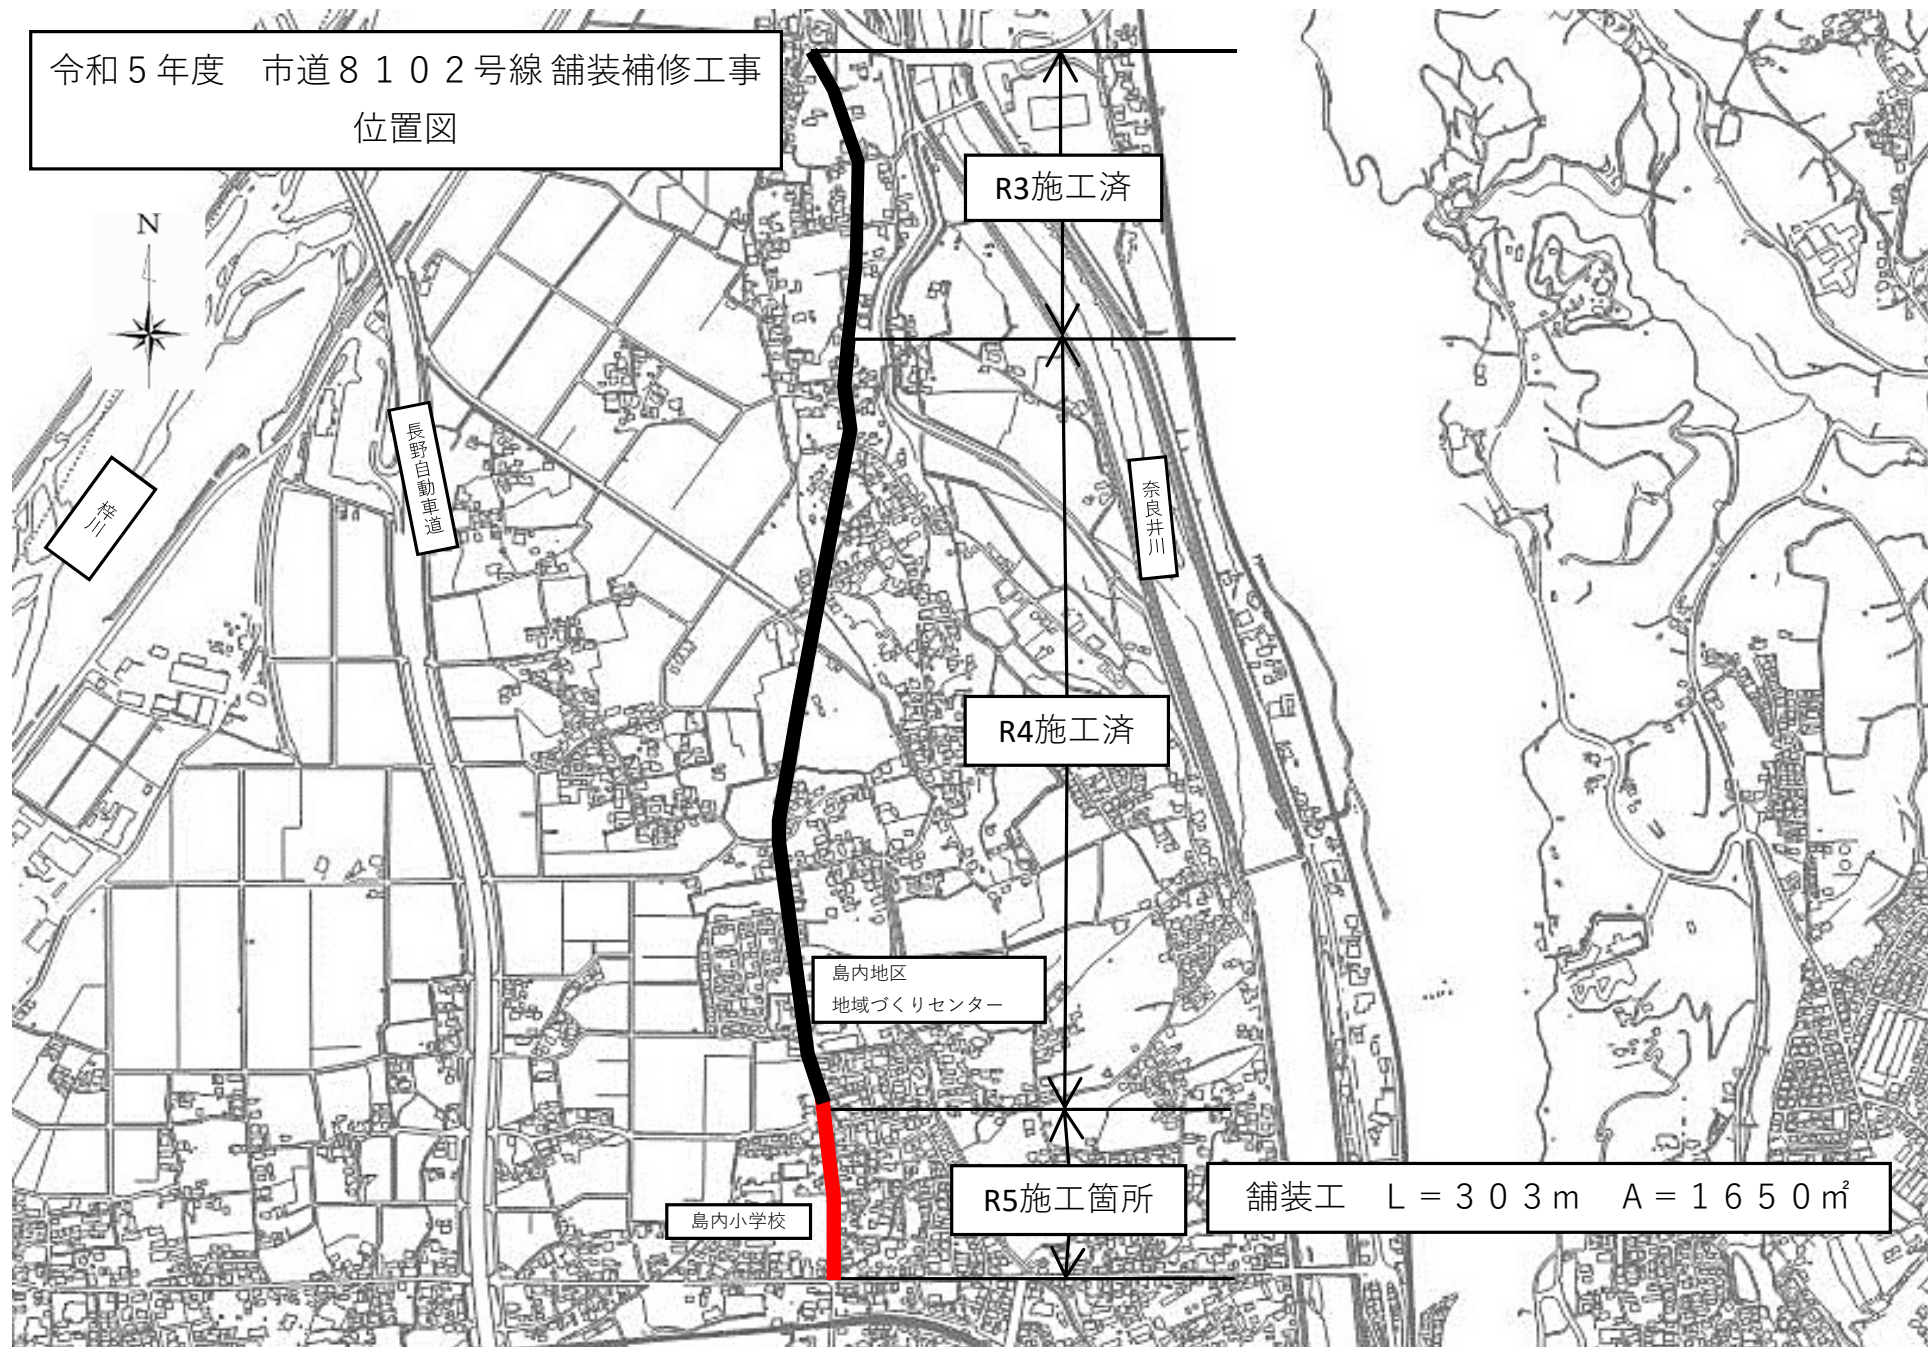 令和５年度　市道８１０２号線 舗装補修工事
位置図
N
R3施工済
長野自動車道
梓川
奈良井川
R4施工済
島内地区
地域づくりセンター
島内小学校
R5施工箇所
舗装工　Ｌ＝３０３ｍ　Ａ＝１６５０㎡